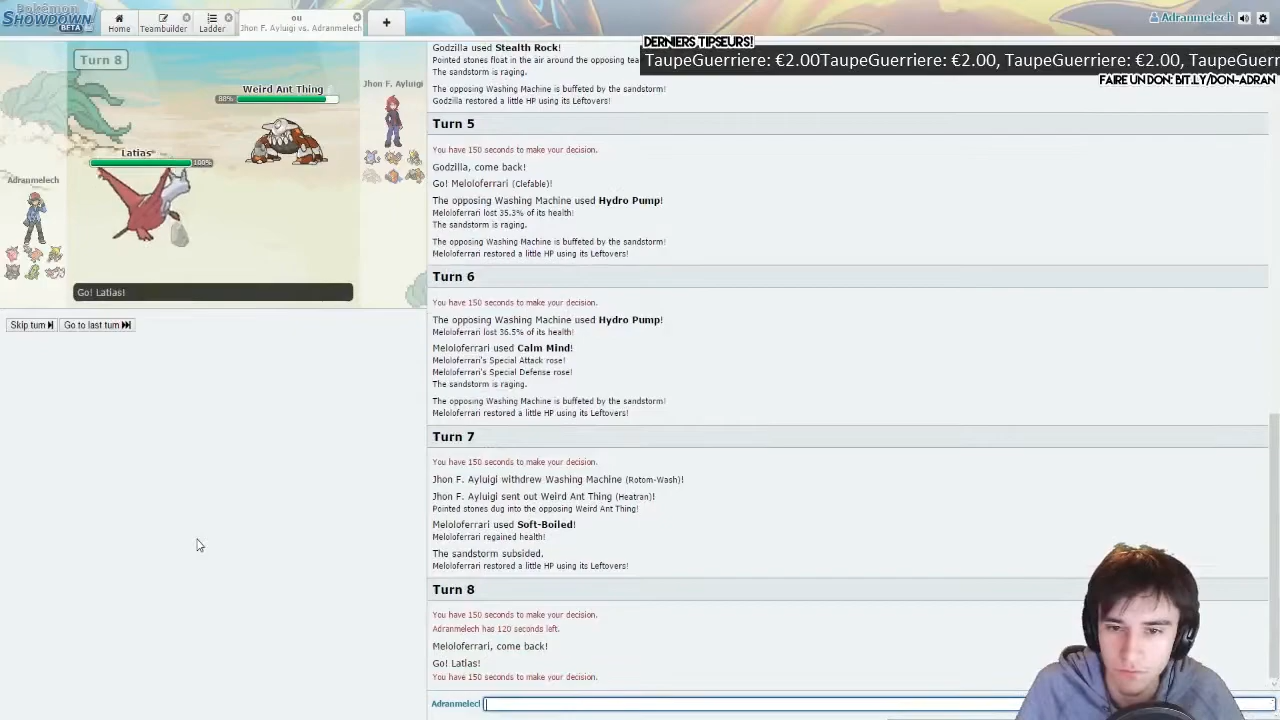 Pokémon
Showdown
BETA
Home
Teambuilder
Ladder
ou
Jhon F. Ayluigi vs. Adranmelech
+
Adranmelech
DERNIERS TIPSEURS!
TaupeGuerriere: €2.00TaupeGuerriere: €2.00, TaupeGuerriere: €2.00, TaupeGuerr
FAIRE UN DON: BIT.LY/DON-ADRAN
Turn 8
Weird Ant Thing
88%
Jhon F. Ayluigi
Latias
100%
Adranmelech
Go! Latias!
Skip turn
Go to last turn
Godzilla used Stealth Rock!
Pointed stones float in the air around the opposing tea
The sandstorm is raging.
The opposing Washing Machine is buffeted by the sandstorm!
Godzilla restored a little HP using its Leftovers!
Turn 5
You have 150 seconds to make your decision.
Godzilla, come back!
Go! Meloloferrari (Clefable)!
The opposing Washing Machine used Hydro Pump!
Meloloferrari lost 35.3% of its health!
The sandstorm is raging.
The opposing Washing Machine is buffeted by the sandstorm!
Meloloferrari restored a little HP using its Leftovers!
Turn 6
You have 150 seconds to make your decision.
The opposing Washing Machine used Hydro Pump!
Meloloferrari lost 36.5% of its health!
Meloloferrari used Calm Mind!
Meloloferrari's Special Attack rose!
Meloloferrari's Special Defense rose!
The sandstorm is raging.
The opposing Washing Machine is buffeted by the sandstorm!
Meloloferrari restored a little HP using its Leftovers!
Turn 7
You have 150 seconds to make your decision.
Jhon F. Ayluigi withdrew Washing Machine (Rotom-Wash)!
Jhon F. Ayluigi sent out Weird Ant Thing (Heatran)!
Pointed stones dug into the opposing Weird Ant Thing!
Meloloferrari used Soft-Boiled!
Meloloferrari regained health!
The sandstorm subsided.
Meloloferrari restored a little HP using its Leftovers!
Turn 8
You have 150 seconds to make your decision.
Adranmelech has 120 seconds left.
Meloloferrari, come back!
Go! Latias!
You have 150 seconds to make your decision.
Adranmelecl